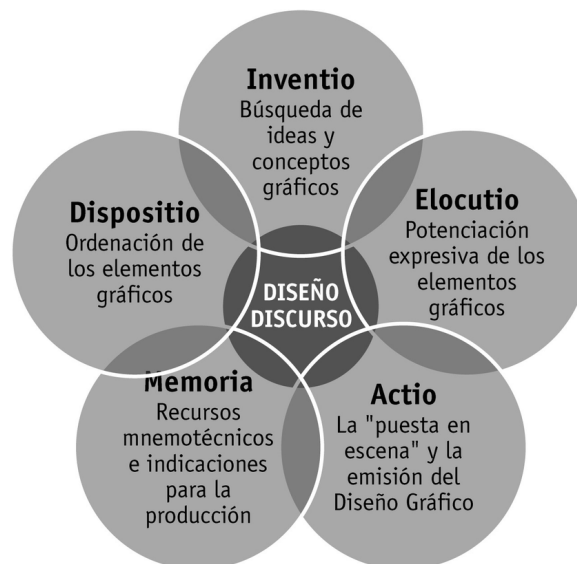 Inventio
Búsqueda de
ideas y
conceptos
gráficos
Dispositio
Ordenación de
los elementos
gráficos
Elocutio
Potenciación
expresiva de los
elementos
gráficos
DISEÑO
DISCURSO
Memoria
Recursos
mnemotécnicos
e indicaciones
para la
producción
Actio
La "puesta en
escena" y la
emisión del
Diseño Gráfico